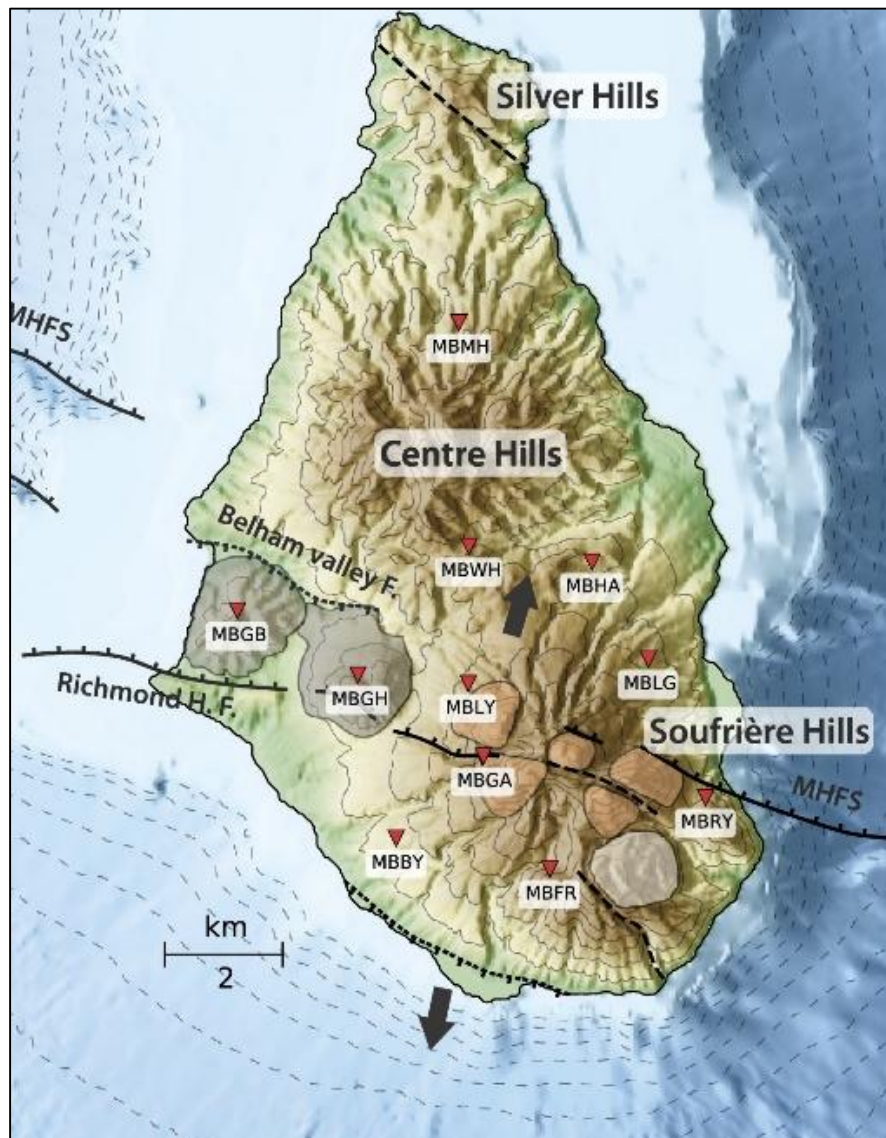 Silver Hills
MHFS
MBMH
Centre Hills
Belham valley F.
MBWH
MBHA
MBGB
MBLG
Richmond H. F.
MBGH
MBLY
Soufrière Hills
MBGA
MHFS
MBRY
MBBY
MBFR
km
2